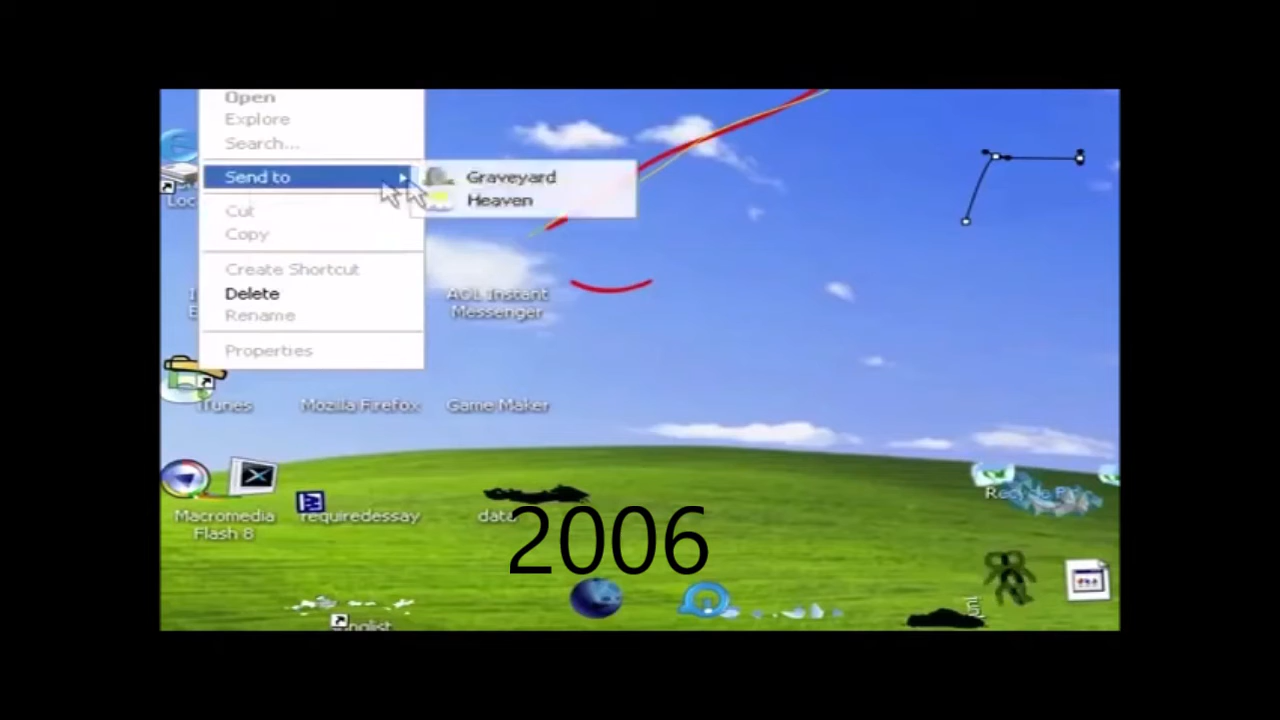 Open
Explore
Search...
Send to
Graveyard
Heaven
Cut
Copy
Create Shortcut
Delete
Rename
Properties
AOL Instant
Messenger
iTunes
Mozilla Firefox
Game Maker
Macromedia
Flash 8
requiredessay
data
2006